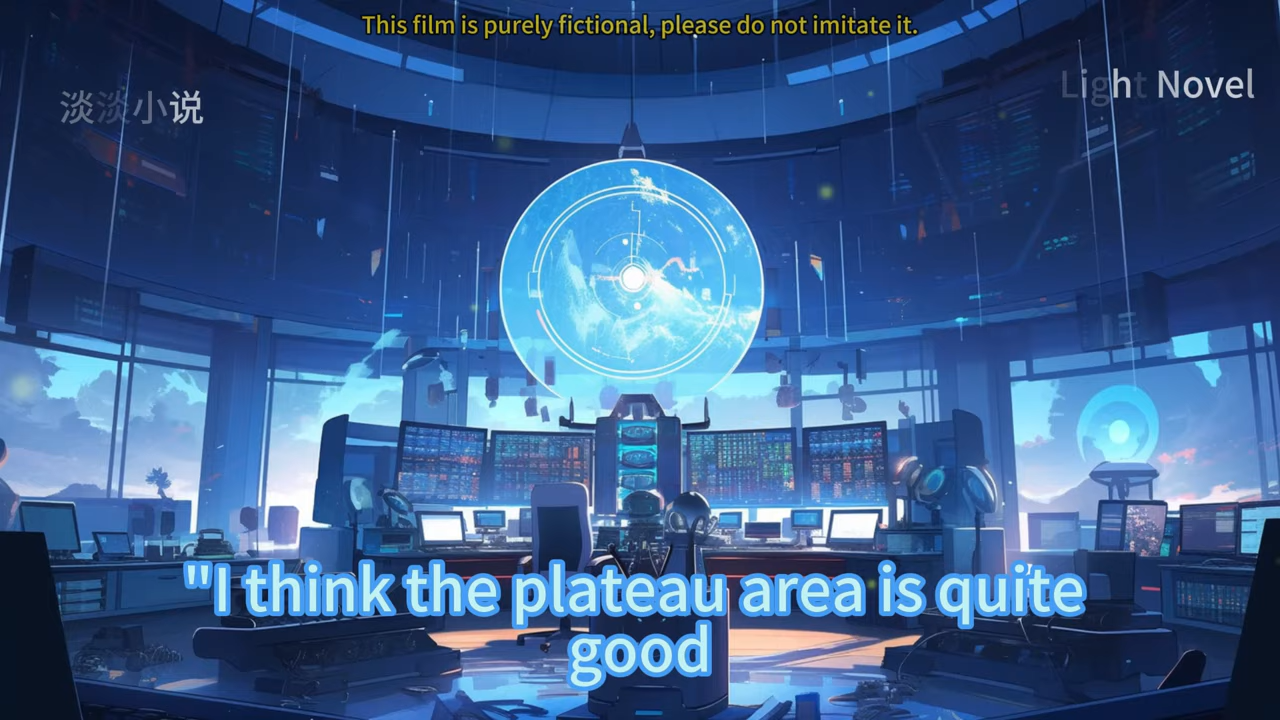 This film is purely fictional, please do not imitate it.
淡淡小说
Light Novel
"I think the plateau area is quite
good